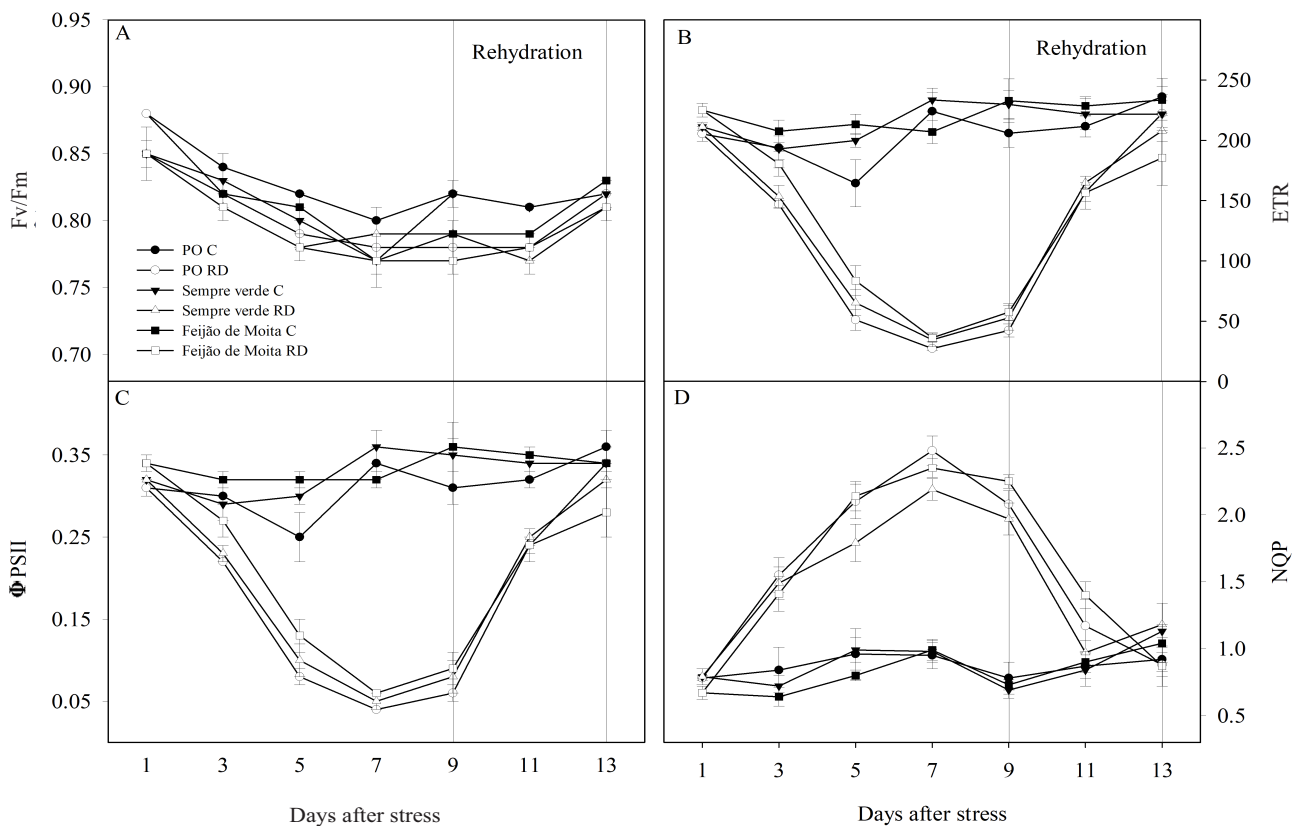 A
Rehydration
0.95
0.90
0.85
0.80
0.75
0.70
Fv/Fm
PO C
PO RD
Sempre verde C
Sempre verde RD
Feijão de Moita C
Feijão de Moita RD
B
Rehydration
250
200
150
100
50
0
ETR
C
0.35
0.25
0.15
0.05
ΦPSII
1 3 5 7 9 11 13
Days after stress
D
2.5
2.0
1.5
1.0
0.5
NQP
1 3 5 7 9 11 13
Days after stress